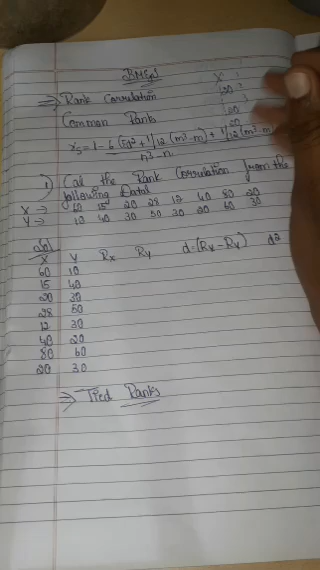 BMSM
X
⇒ Rank Correlation
Common Ranks
20
r_s = 1 - 6 (Σd² + 1/12 (m³-m) + 1/12 (m³-m)
n³-n
1) Cal the Rank Correlation from the
following Data!
X → 60 15 20 28 12 40 80 20
Y → 10 40 30 50 30 20 60 30
Sol
X Y Rx Ry d=(Rx - Ry) d²
60 10
15 40
20 30
28 50
12 30
40 20
80 60
20 30
⇒ Tied Ranks